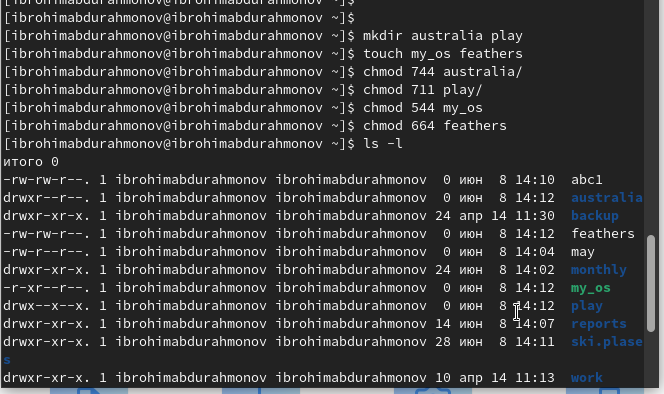 [ibrohimabdurahmonov@ibrohimabdurahmonov ~]$
[ibrohimabdurahmonov@ibrohimabdurahmonov ~]$
[ibrohimabdurahmonov@ibrohimabdurahmonov ~]$ mkdir australia play
[ibrohimabdurahmonov@ibrohimabdurahmonov ~]$ touch my_os feathers
[ibrohimabdurahmonov@ibrohimabdurahmonov ~]$ chmod 744 australia/
[ibrohimabdurahmonov@ibrohimabdurahmonov ~]$ chmod 711 play/
[ibrohimabdurahmonov@ibrohimabdurahmonov ~]$ chmod 544 my_os
[ibrohimabdurahmonov@ibrohimabdurahmonov ~]$ chmod 664 feathers
[ibrohimabdurahmonov@ibrohimabdurahmonov ~]$ ls -l
итого 0
-rw-rw-r--. 1 ibrohimabdurahmonov ibrohimabdurahmonov  0 июн  8 14:10  abc1
drwxr--r--. 1 ibrohimabdurahmonov ibrohimabdurahmonov  0 июн  8 14:12  australia
drwxr-xr-x. 1 ibrohimabdurahmonov ibrohimabdurahmonov 24 апр 14 11:30  backup
-rw-rw-r--. 1 ibrohimabdurahmonov ibrohimabdurahmonov  0 июн  8 14:12  feathers
-rw-r--r--. 1 ibrohimabdurahmonov ibrohimabdurahmonov  0 июн  8 14:04  may
drwxr-xr-x. 1 ibrohimabdurahmonov ibrohimabdurahmonov 24 июн  8 14:02  monthly
-r-xr--r--. 1 ibrohimabdurahmonov ibrohimabdurahmonov  0 июн  8 14:12  my_os
drwx--x--x. 1 ibrohimabdurahmonov ibrohimabdurahmonov  0 июн  8 14:12  play
drwxr-xr-x. 1 ibrohimabdurahmonov ibrohimabdurahmonov 14 июн  8 14:07  reports
drwxr-xr-x. 1 ibrohimabdurahmonov ibrohimabdurahmonov 28 июн  8 14:11  ski.plase
s
drwxr-xr-x. 1 ibrohimabdurahmonov ibrohimabdurahmonov 10 апр 14 11:13  work